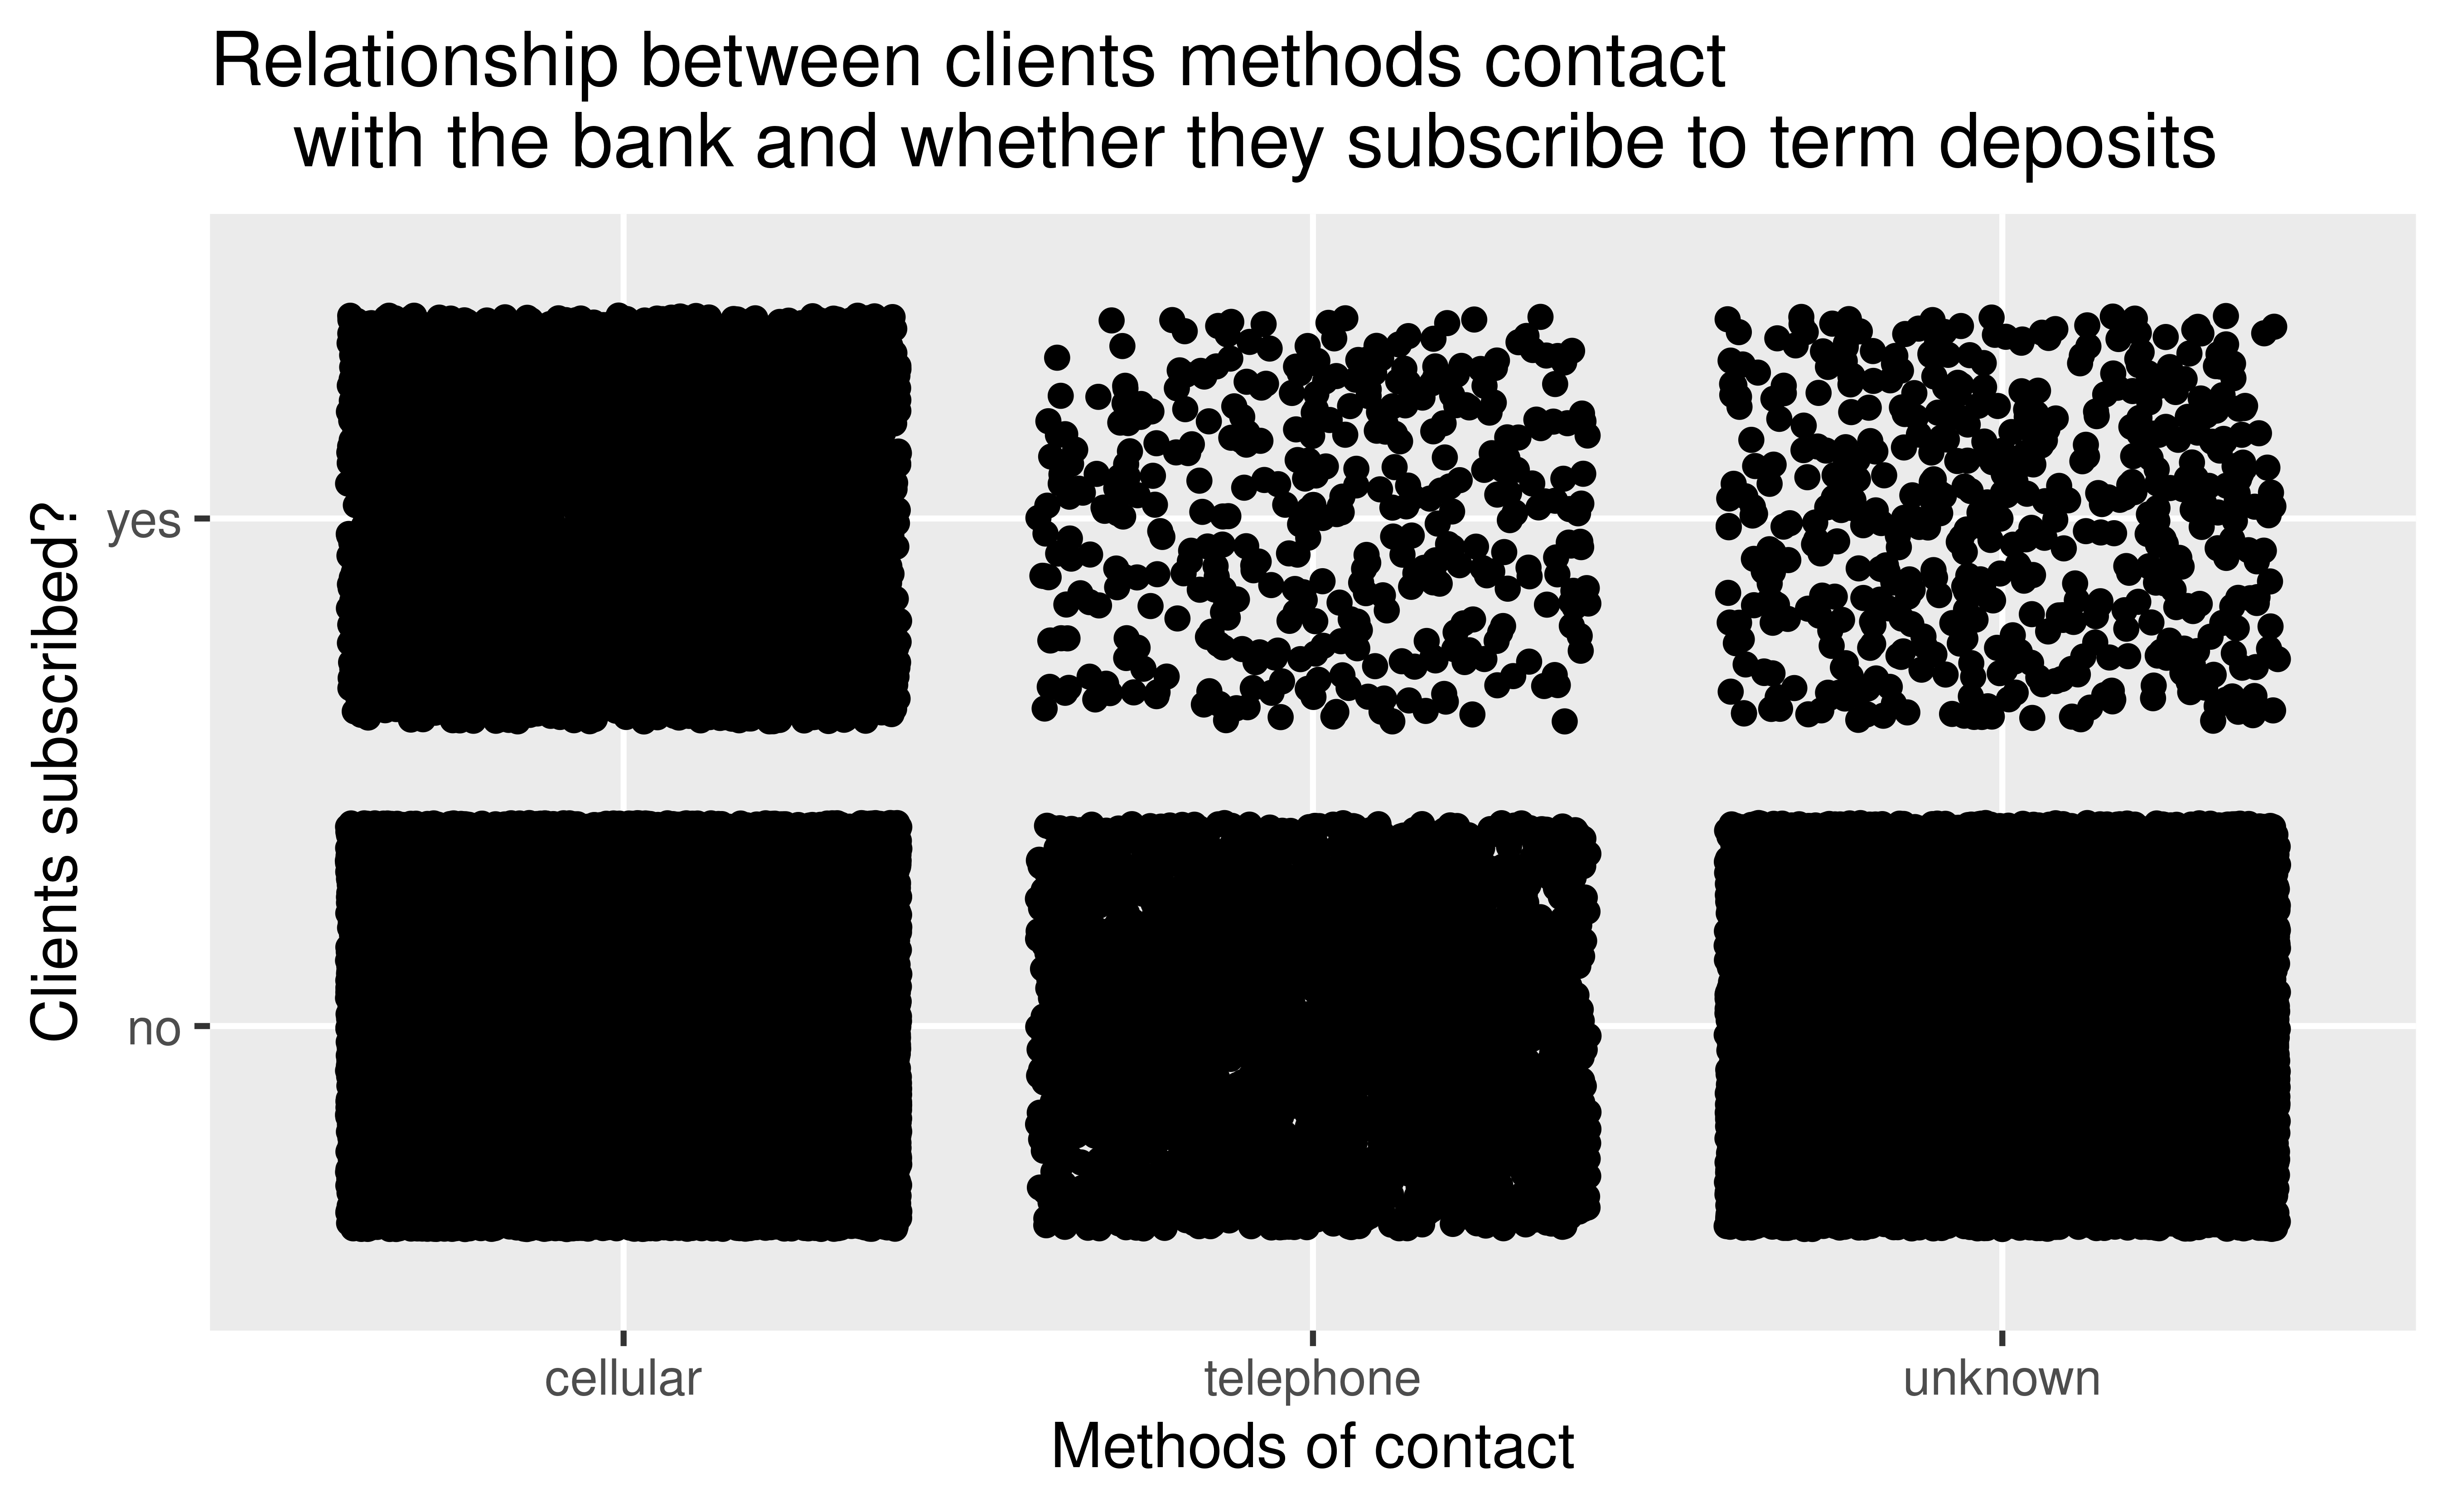 Relationship between clients methods contact
with the bank and whether they subscribe to term deposits
Clients subscribed?
yes
no
cellular
telephone
unknown
Methods of contact